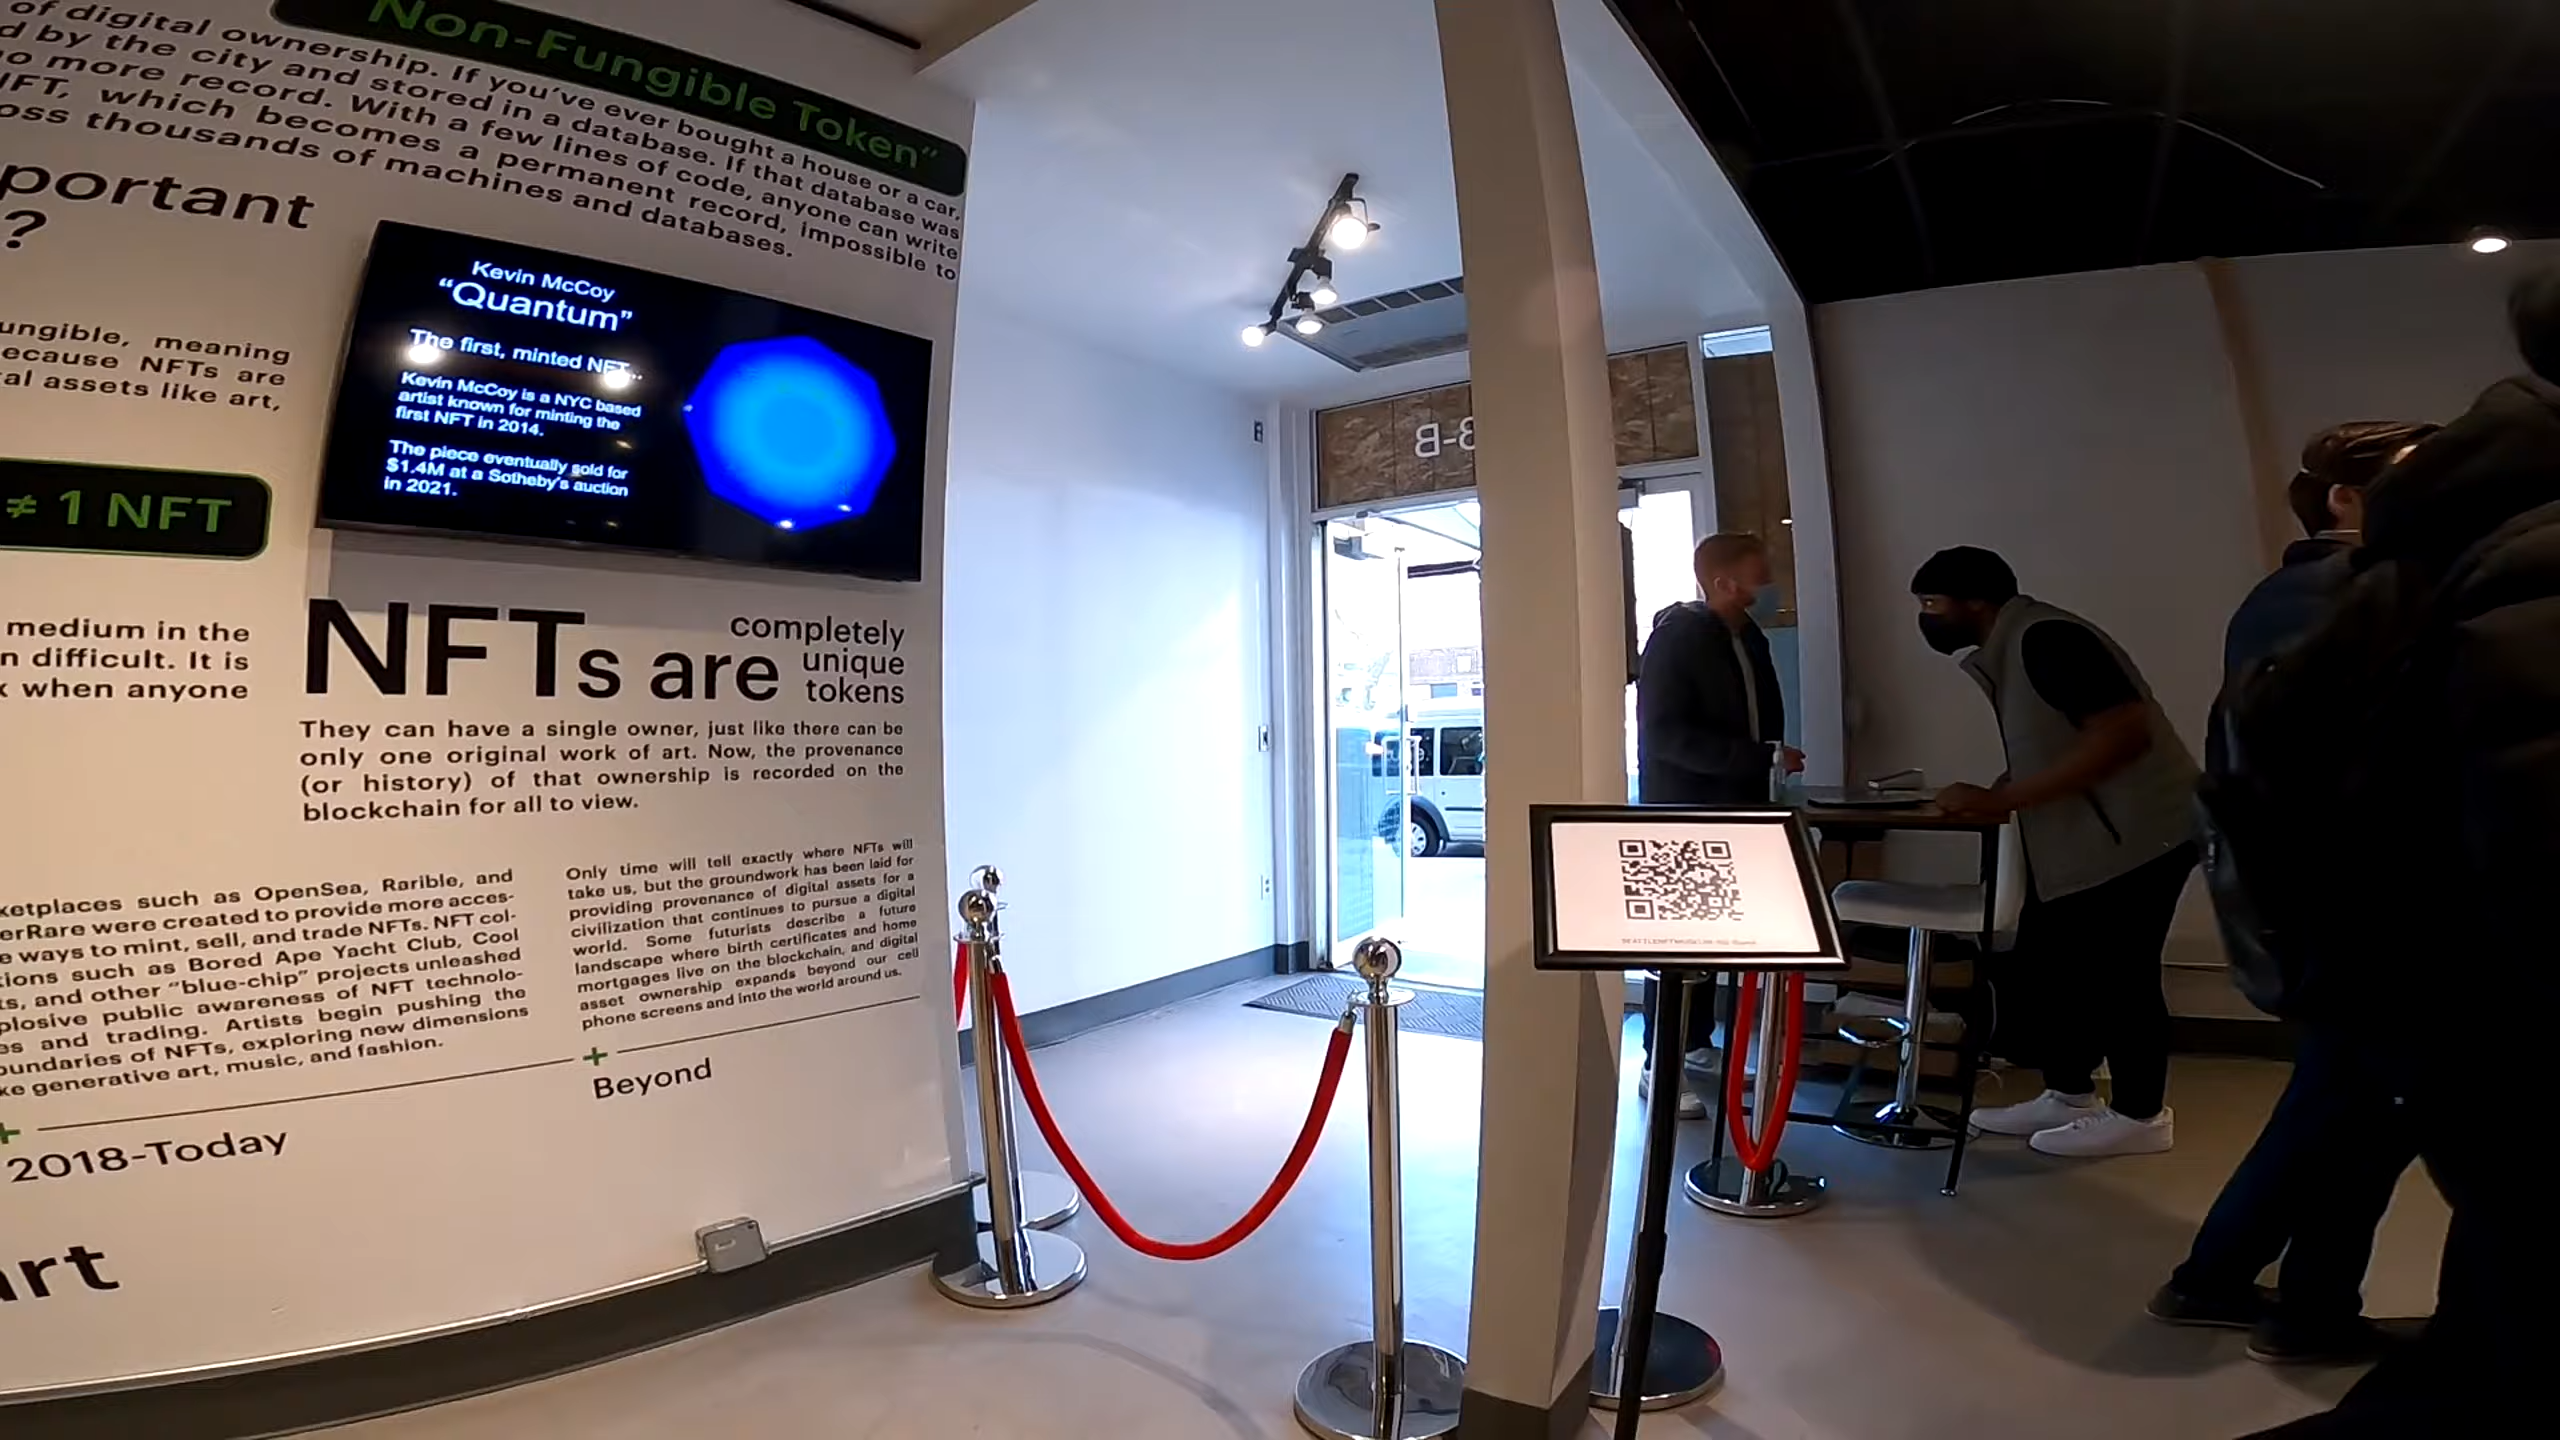 Non-Fungible Token”
of digital ownership. If you’ve ever bought a house or a car,
d by the city and stored in a database. If that database was
no more record. With a few lines of code, anyone can write
NFT, which becomes a permanent record, impossible to
oss thousands of machines and databases.
portant
?
ungible, meaning
ecause NFTs are
al assets like art,
≠ 1 NFT
medium in the
n difficult. It is
k when anyone
Kevin McCoy
“Quantum”
The first, minted NFT...
Kevin McCoy is a NYC based
artist known for minting the
first NFT in 2014.
The piece eventually sold for
$1.4M at a Sotheby’s auction
in 2021.
NFTs are completely
unique
tokens
They can have a single owner, just like there can be
only one original work of art. Now, the provenance
(or history) of that ownership is recorded on the
blockchain for all to view.
ketplaces such as OpenSea, Rarible, and
erRare were created to provide more acces-
e ways to mint, sell, and trade NFTs. NFT col-
tions such as Bored Ape Yacht Club, Cool
ts, and other “blue-chip” projects unleashed
plosive public awareness of NFT technolo-
es and trading. Artists begin pushing the
oundaries of NFTs, exploring new dimensions
ke generative art, music, and fashion.
2018-Today
Only time will tell exactly where NFTs will
take us, but the groundwork has been laid for
providing provenance of digital assets for a
civilization that continues to pursue a digital
world. Some futurists describe a future
landscape where birth certificates and home
mortgages live on the blockchain, and digital
asset ownership expands beyond our cell
phone screens and into the world around us.
Beyond
art
B-B